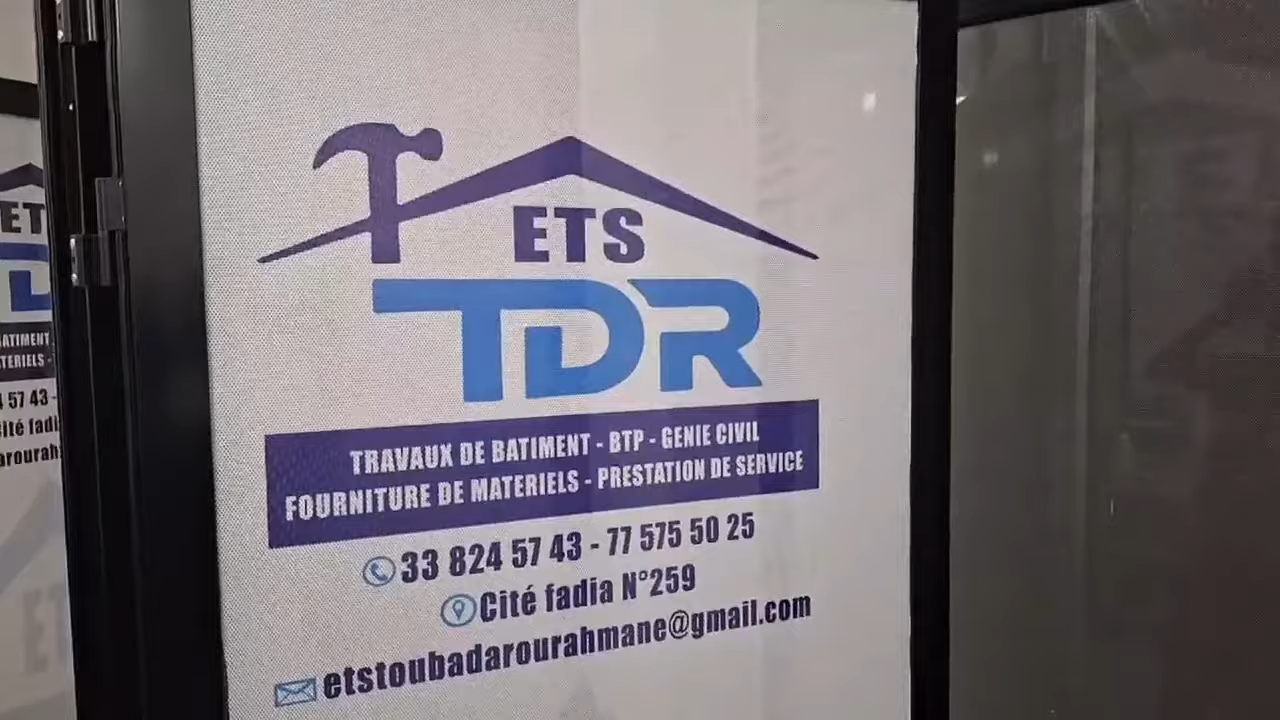 ETS
TDR
TRAVAUX DE BATIMENT - BTP - GENIE CIVIL
FOURNITURE DE MATERIELS - PRESTATION DE SERVICE
33 824 57 43 - 77 575 50 25
Cité fadia N°259
etstoubadarourahmane@gmail.com